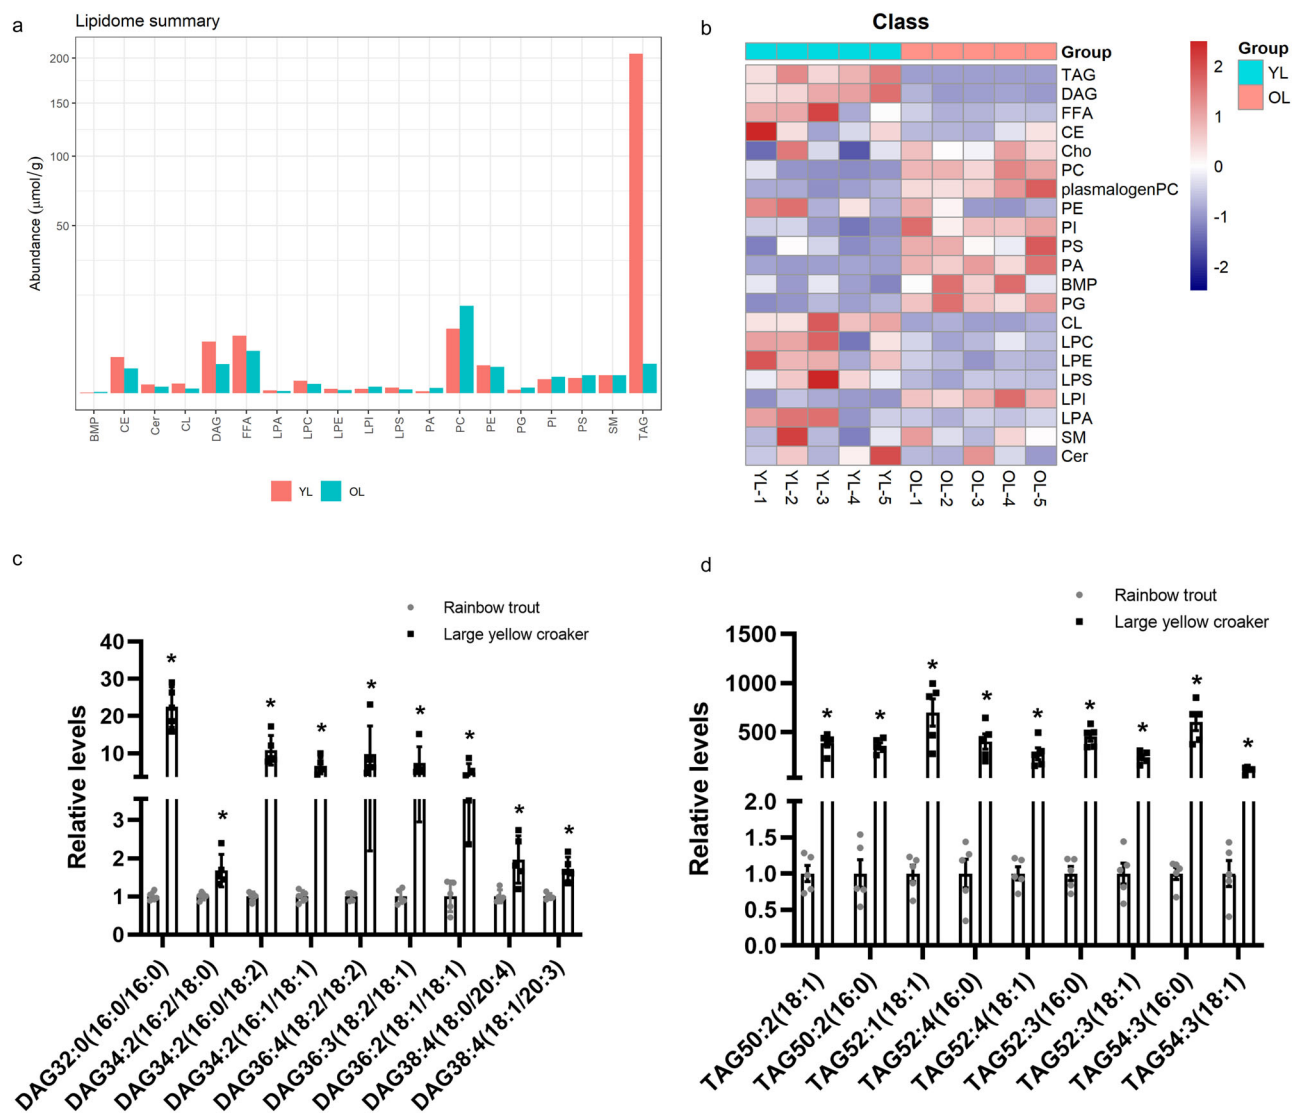 a
Lipidome summary
Abundance (μmol/g)
200
150
100
50
BMP
CE
Cer
CL
DAG
FFA
LPA
LPC
LPE
LPI
LPS
PA
PC
PE
PG
PI
PS
SM
TAG
YL
OL
b
Class
Group
TAG
DAG
FFA
CE
Cho
PC
plasmalogenPC
PE
PI
PS
PA
BMP
PG
CL
LPC
LPE
LPS
LPI
LPA
SM
Cer
YL-1
YL-2
YL-3
YL-4
YL-5
OL-1
OL-2
OL-3
OL-4
OL-5
2
1
0
-1
-2
Group
YL
OL
c
Rainbow trout
Large yellow croaker
Relative levels
40
30
20
10
3
2
1
0
* * * * * * * * *
DAG32:0(16:0/16:0)
DAG34:2(16:2/18:0)
DAG34:2(16:0/18:2)
DAG34:2(16:1/18:1)
DAG36:4(18:2/18:2)
DAG36:3(18:2/18:1)
DAG36:2(18:1/18:1)
DAG38:4(18:0/20:4)
DAG38:4(18:1/20:3)
d
Rainbow trout
Large yellow croaker
Relative levels
1500
1000
500
2.0
1.5
1.0
0.5
0.0
* * * * * * * * *
TAG50:2(18:1)
TAG50:2(16:0)
TAG52:1(18:1)
TAG52:4(16:0)
TAG52:4(18:1)
TAG52:3(16:0)
TAG52:3(18:1)
TAG54:3(16:0)
TAG54:3(18:1)